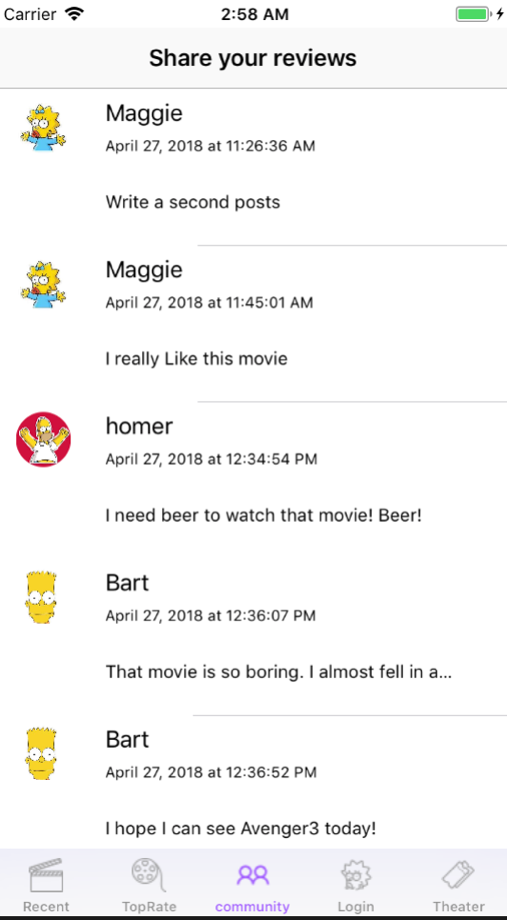 Carrier 2:58 AM
Share your reviews
Maggie
April 27, 2018 at 11:26:36 AM
Write a second posts
Maggie
April 27, 2018 at 11:45:01 AM
I really Like this movie
homer
April 27, 2018 at 12:34:54 PM
I need beer to watch that movie! Beer!
Bart
April 27, 2018 at 12:36:07 PM
That movie is so boring. I almost fell in a...
Bart
April 27, 2018 at 12:36:52 PM
I hope I can see Avenger3 today!
Recent TopRate community Login Theater